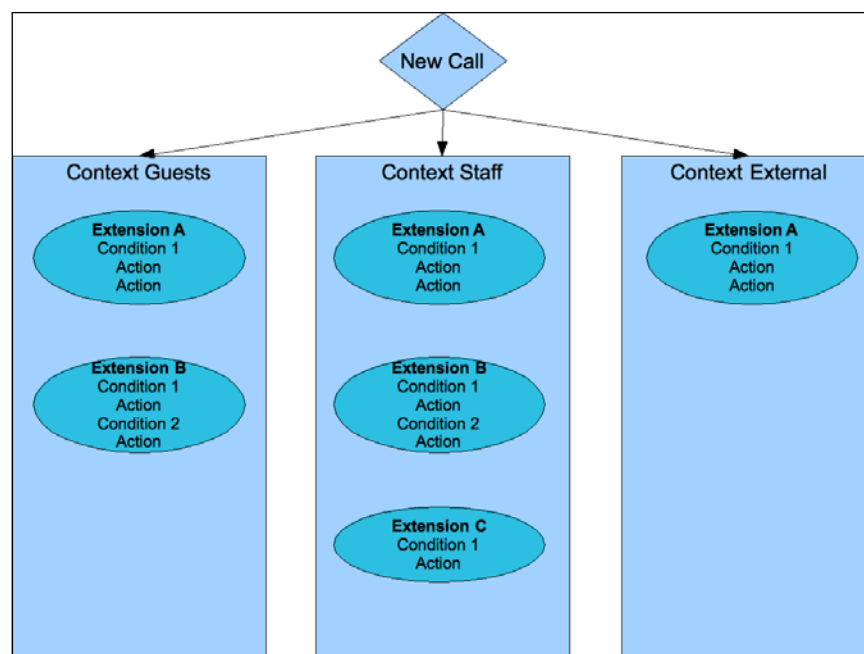 New Call
Context Guests
Extension A
Condition 1
Action
Action
Extension B
Condition 1
Action
Condition 2
Action
Context Staff
Extension A
Condition 1
Action
Action
Extension B
Condition 1
Action
Condition 2
Action
Extension C
Condition 1
Action
Context External
Extension A
Condition 1
Action
Action